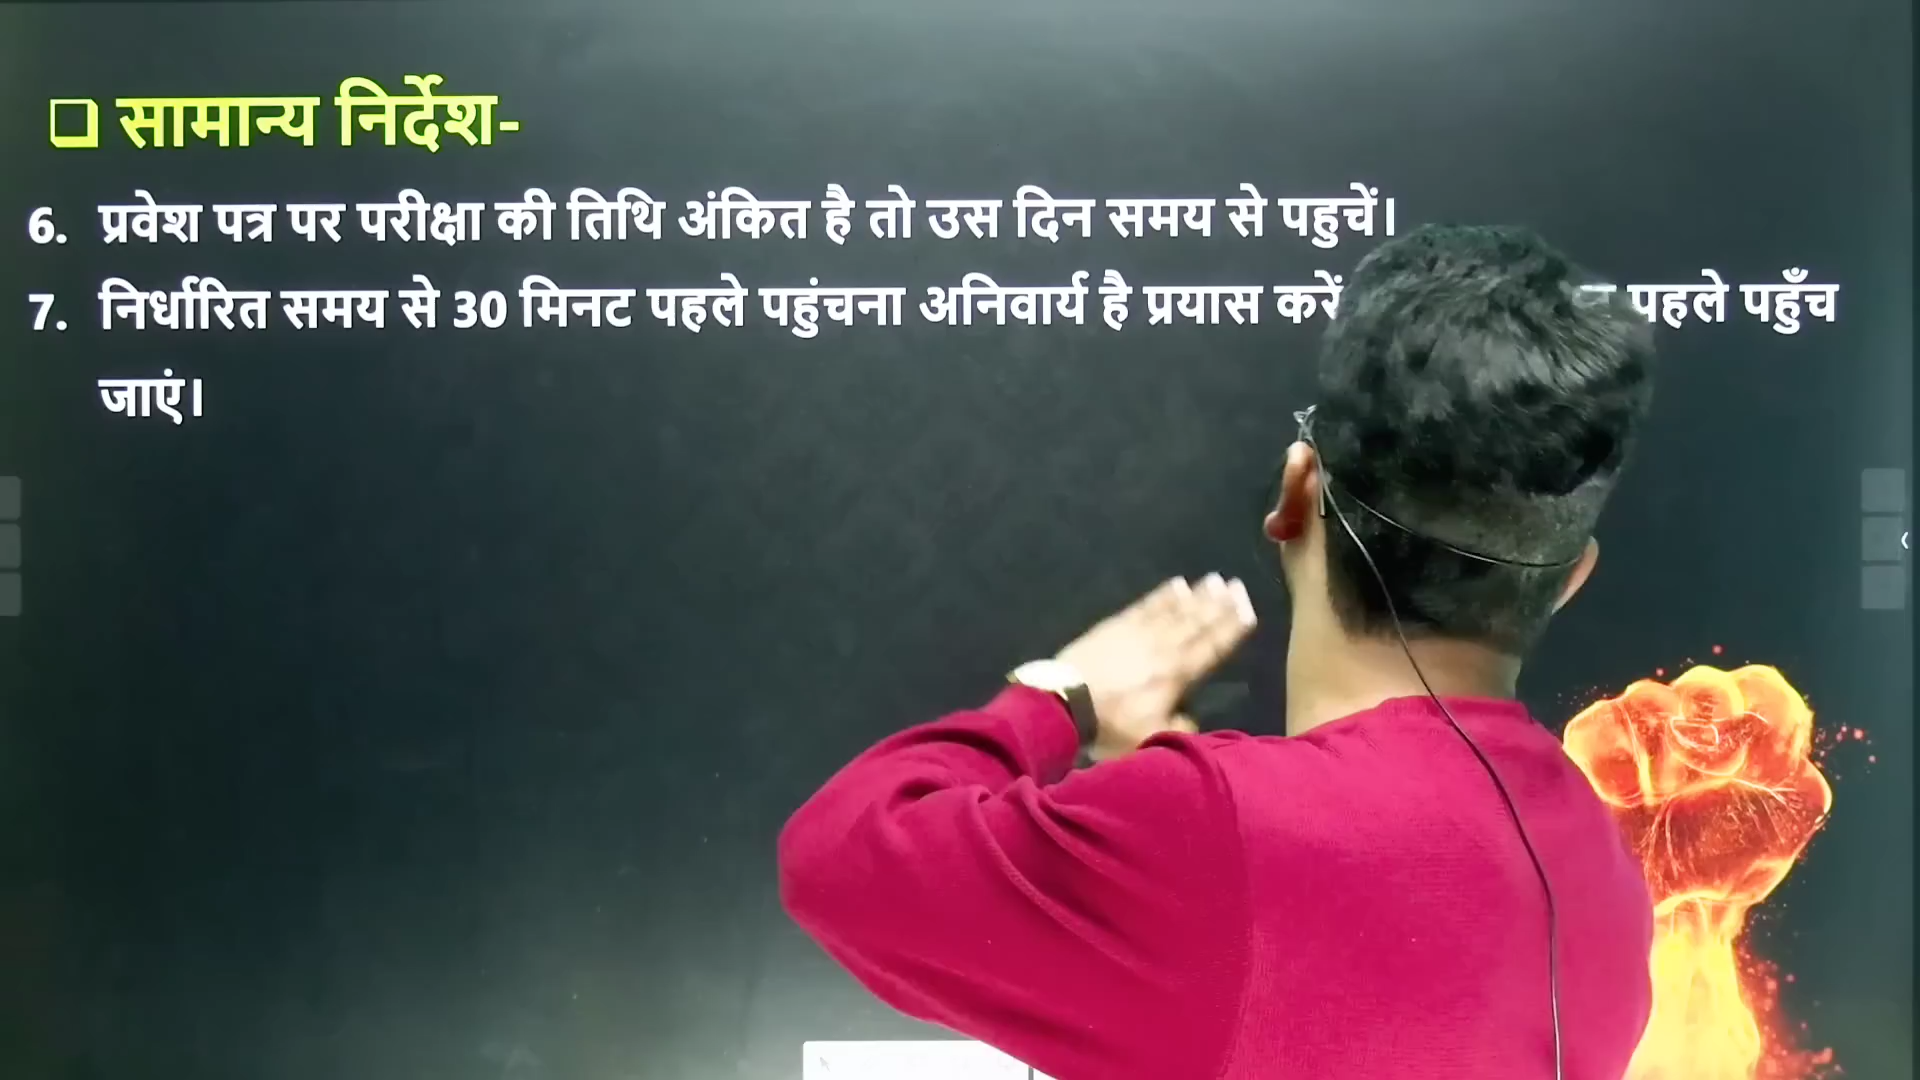 ❑ सामान्य निर्देश-
6. प्रवेश पत्र पर परीक्षा की तिथि अंकित है तो उस दिन समय से पहुचें।
7. निर्धारित समय से 30 मिनट पहले पहुंचना अनिवार्य है प्रयास करें पहले पहुँच
जाएं।